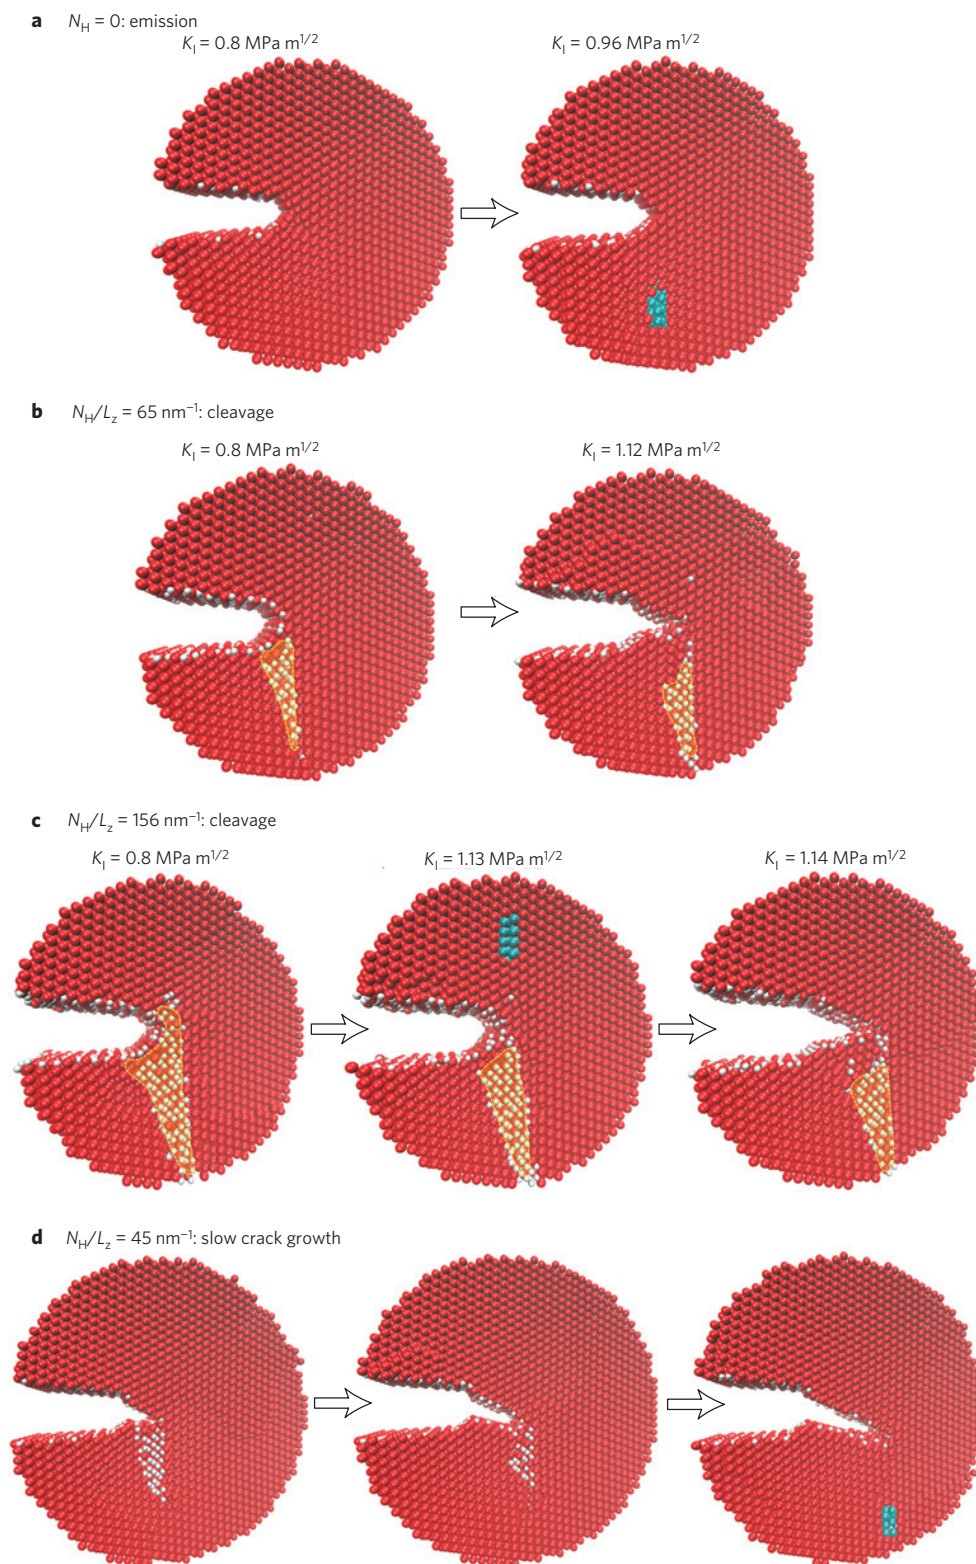 a N_H = 0: emission
K_I = 0.8 MPa m^1/2 K_I = 0.96 MPa m^1/2
b N_H/L_z = 65 nm^−1: cleavage
K_I = 0.8 MPa m^1/2 K_I = 1.12 MPa m^1/2
c N_H/L_z = 156 nm^−1: cleavage
K_I = 0.8 MPa m^1/2 K_I = 1.13 MPa m^1/2 K_I = 1.14 MPa m^1/2
d N_H/L_z = 45 nm^−1: slow crack growth